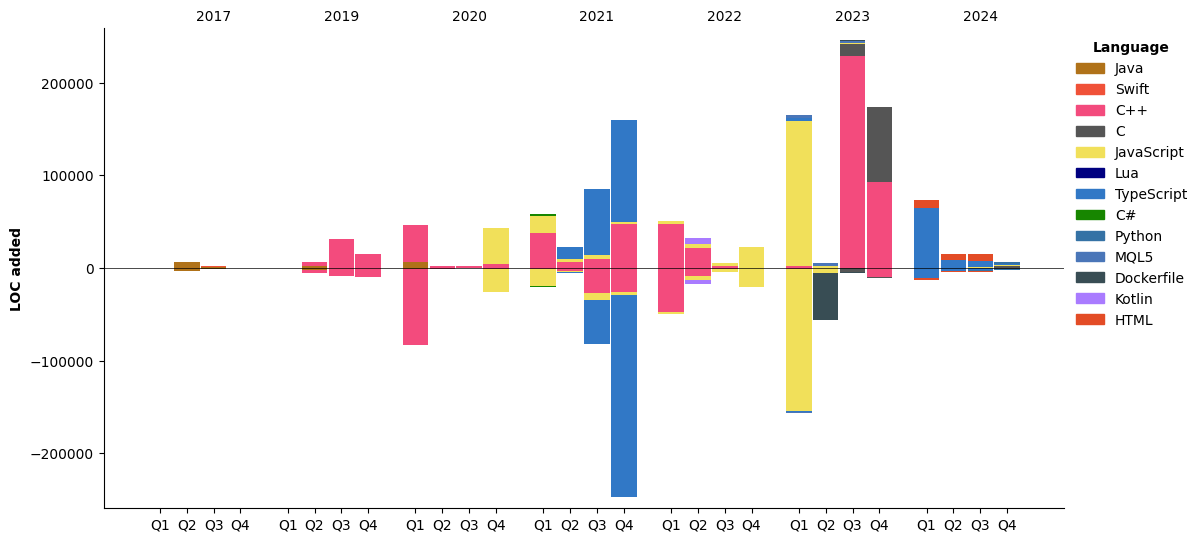 2017 2019 2020 2021 2022 2023 2024
LOC added
200000
100000
0
−100000
−200000
Q1 Q2 Q3 Q4 Q1 Q2 Q3 Q4 Q1 Q2 Q3 Q4 Q1 Q2 Q3 Q4 Q1 Q2 Q3 Q4 Q1 Q2 Q3 Q4 Q1 Q2 Q3 Q4
Language
Java
Swift
C++
C
JavaScript
Lua
TypeScript
C#
Python
MQL5
Dockerfile
Kotlin
HTML